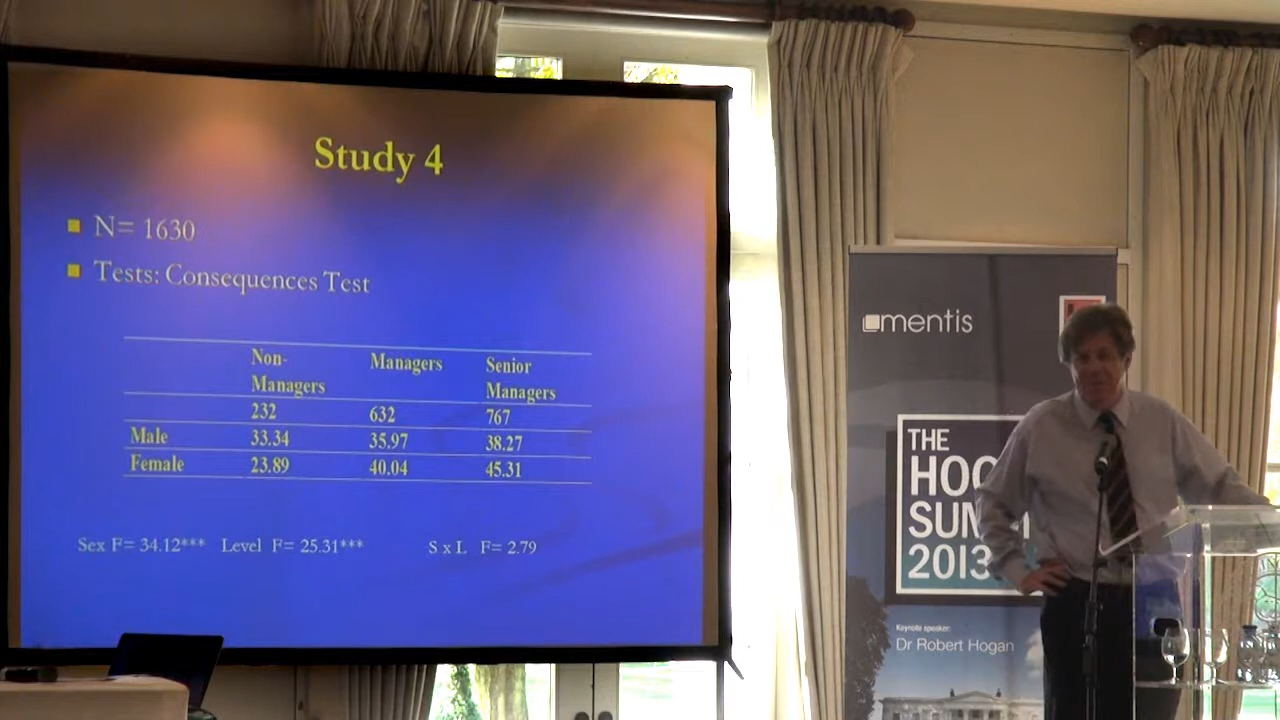 Study 4
N= 1630
Tests: Consequences Test
Non-
Managers
Managers
Senior
Managers
232
632
767
Male
33.34
35.97
38.27
Female
23.89
40.04
45.31
Sex F= 34.12*** Level F= 25.31*** S x L F= 2.79
mentis
THE
2013
Keynote speaker:
Dr Robert Hogan